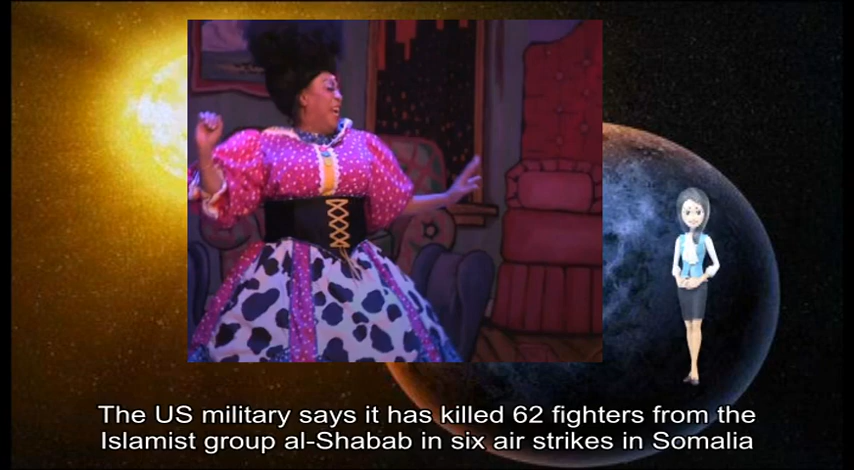 The US military says it has killed 62 fighters from the
Islamist group al-Shabab in six air strikes in Somalia